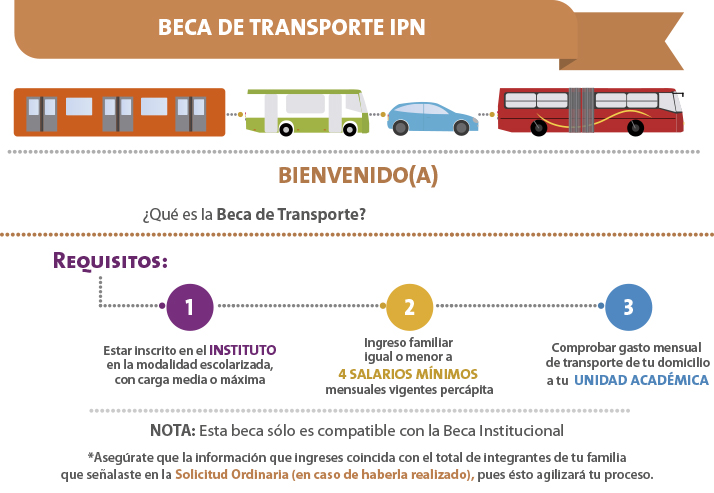 BECA DE TRANSPORTE IPN
BIENVENIDO(A)
¿Qué es la Beca de Transporte?
REQUISITOS:
1
Estar inscrito en el INSTITUTO
en la modalidad escolarizada,
con carga media o máxima
2
Ingreso familiar
igual o menor a
4 SALARIOS MÍNIMOS
mensuales vigentes percápita
3
Comprobar gasto mensual
de transporte de tu domicilio
a tu UNIDAD ACADÉMICA
NOTA: Esta beca sólo es compatible con la Beca Institucional
*Asegúrate que la información que ingreses coincida con el total de integrantes de tu familia
que señalaste en la Solicitud Ordinaria (en caso de haberla realizado), pues ésto agilizará tu proceso.